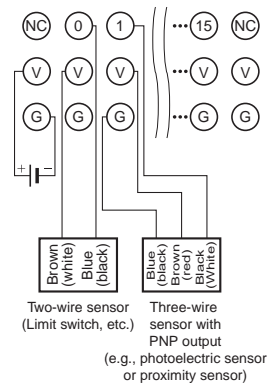 NC 0 1 ••• 15 NC
V V V ••• V V
G G G ••• G G
+ −
Brown
(white)
Blue
(black)
Blue
(black)
Brown
(red)
Black
(White)
Two-wire sensor
(Limit switch, etc.)
Three-wire
sensor with
PNP output
(e.g., photoelectric sensor
or proximity sensor)